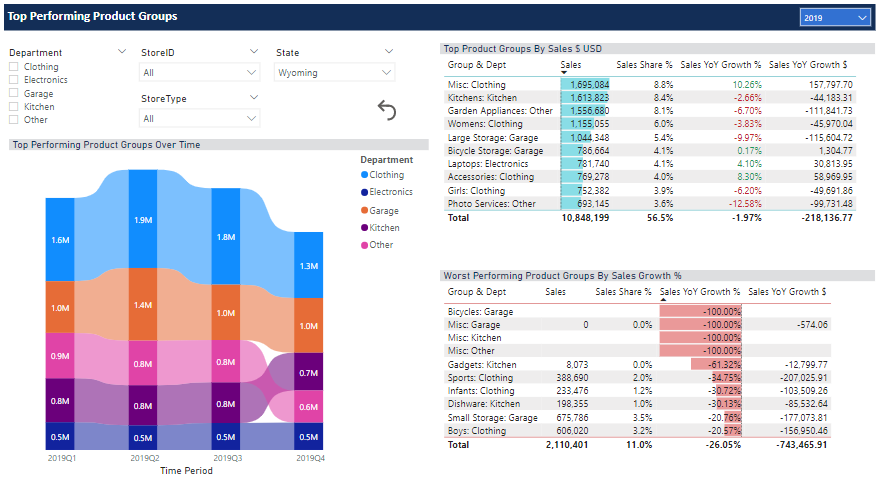 Top Performing Product Groups
2019
Department
Clothing
Electronics
Garage
Kitchen
Other
StoreID
All
StoreType
All
State
Wyoming
Top Performing Product Groups Over Time
Department
Clothing
Electronics
Garage
Kitchen
Other
1.6M 1.9M 1.8M 1.3M
1.0M 1.4M 1.0M 1.0M
0.9M 0.8M 0.8M 0.7M
0.8M 0.8M 0.8M 0.6M
0.5M 0.5M 0.5M 0.5M
2019Q1 2019Q2 2019Q3 2019Q4
Time Period
Top Product Groups By Sales $ USD
Group & Dept Sales Sales Share % Sales YoY Growth % Sales YoY Growth $
Misc: Clothing 1,695,084 8.8% 10.26% 157,797.70
Kitchens: Kitchen 1,613,823 8.4% -2.66% -44,183.31
Garden Appliances: Other 1,556,680 8.1% -6.70% -111,841.73
Womens: Clothing 1,155,055 6.0% -3.83% -45,970.04
Large Storage: Garage 1,044,348 5.4% -9.97% -115,604.72
Bicycle Storage: Garage 786,664 4.1% 0.17% 1,304.77
Laptops: Electronics 781,740 4.1% 4.10% 30,813.95
Accessories: Clothing 769,278 4.0% 8.30% 58,969.95
Girls: Clothing 752,382 3.9% -6.20% -49,691.86
Photo Services: Other 693,145 3.6% -12.58% -99,731.48
Total 10,848,199 56.5% -1.97% -218,136.77
Worst Performing Product Groups By Sales Growth %
Group & Dept Sales Sales Share % Sales YoY Growth % Sales YoY Growth $
Bicycles: Garage -100.00%
Misc: Garage 0 0.0% -100.00% -574.06
Misc: Kitchen -100.00%
Misc: Other -100.00%
Gadgets: Kitchen 8,073 0.0% -61.32% -12,799.77
Sports: Clothing 388,690 2.0% -34.75% -207,025.91
Infants: Clothing 233,476 1.2% -30.72% -103,509.26
Dishware: Kitchen 198,355 1.0% -30.13% -85,532.64
Small Storage: Garage 675,786 3.5% -20.76% -177,073.81
Boys: Clothing 606,020 3.2% -20.57% -156,950.46
Total 2,110,401 11.0% -26.05% -743,465.91